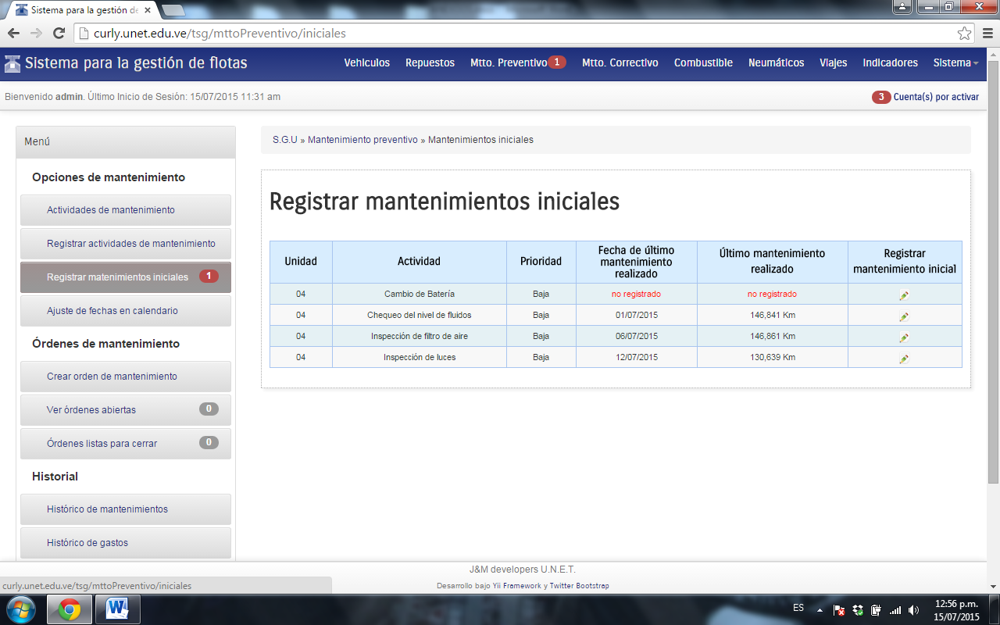 Sistema para la gestión de
curly.unet.edu.ve/tsg/mttoPreventivo/iniciales
Sistema para la gestión de flotas
Vehiculos Repuestos Mtto. Preventivo 1 Mtto. Correctivo Combustible Neumáticos Viajes Indicadores Sistema
Bienvenido admin. Último Inicio de Sesión: 15/07/2015 11:31 am
3 Cuenta(s) por activar
Menú
Opciones de mantenimiento
Actividades de mantenimiento
Registrar actividades de mantenimiento
Registrar matenimientos iniciales 1
Ajuste de fechas en calendario
Órdenes de mantenimiento
Crear orden de mantenimiento
Ver órdenes abiertas 0
Órdenes listas para cerrar 0
Historial
Histórico de mantenimientos
Histórico de gastos
S.G.U » Mantenimiento preventivo » Mantenimientos iniciales
Registrar mantenimientos iniciales
Unidad Actividad Prioridad Fecha de último mantenimiento realizado Último mantenimiento realizado Registrar mantenimiento inicial
04 Cambio de Batería Baja no registrado no registrado
04 Chequeo del nivel de fluidos Baja 01/07/2015 146,841 Km
04 Inspección de filtro de aire Baja 06/07/2015 146,861 Km
04 Inspección de luces Baja 12/07/2015 130,639 Km
J&M developers U.N.E.T.
Desarrollo bajo Yii Framework y Twitter Bootstrap
curly.unet.edu.ve/tsg/mttoPreventivo/iniciales
ES
12:56 p.m.
15/07/2015